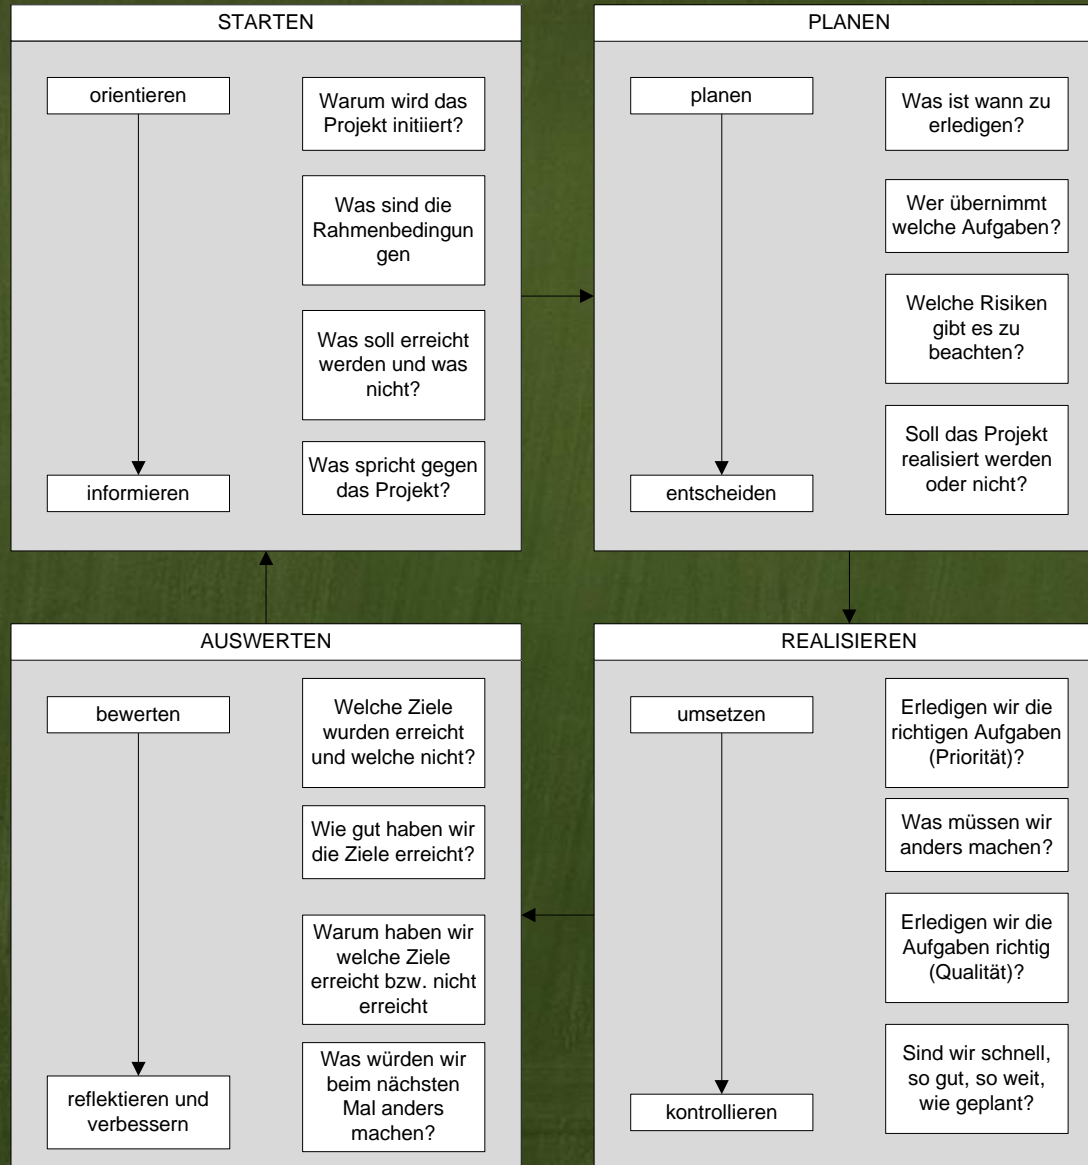 STARTEN
orientieren
informieren
Warum wird das
Projekt initiiert?
Was sind die
Rahmenbedingun
gen
Was soll erreicht
werden und was
nicht?
Was spricht gegen
das Projekt?
PLANEN
planen
entscheiden
Was ist wann zu
erledigen?
Wer übernimmt
welche Aufgaben?
Welche Risiken
gibt es zu
beachten?
Soll das Projekt
realisiert werden
oder nicht?
AUSWERTEN
bewerten
reflektieren und
verbessern
Welche Ziele
wurden erreicht
und welche nicht?
Wie gut haben wir
die Ziele erreicht?
Warum haben wir
welche Ziele
erreicht bzw. nicht
erreicht
Was würden wir
beim nächsten
Mal anders
machen?
REALISIEREN
umsetzen
kontrollieren
Erledigen wir die
richtigen Aufgaben
(Priorität)?
Was müssen wir
anders machen?
Erledigen wir die
Aufgaben richtig
(Qualität)?
Sind wir schnell,
so gut, so weit,
wie geplant?